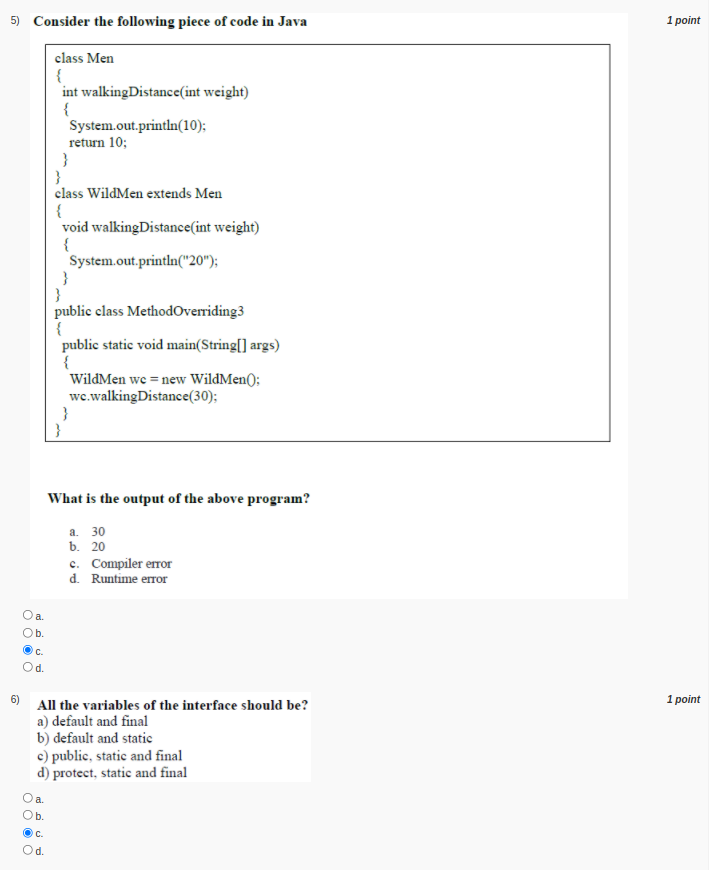 5) Consider the following piece of code in Java 1 point
class Men
{
int walkingDistance(int weight)
{
System.out.println(10);
return 10;
}
}
class WildMen extends Men
{
void walkingDistance(int weight)
{
System.out.println("20");
}
}
public class MethodOverriding3
{
public static void main(String[] args)
{
WildMen wc = new WildMen();
wc.walkingDistance(30);
}
}
What is the output of the above program?
a. 30
b. 20
c. Compiler error
d. Runtime error
a.
b.
c.
d.
6) All the variables of the interface should be? 1 point
a) default and final
b) default and static
c) public, static and final
d) protect, static and final
a.
b.
c.
d.